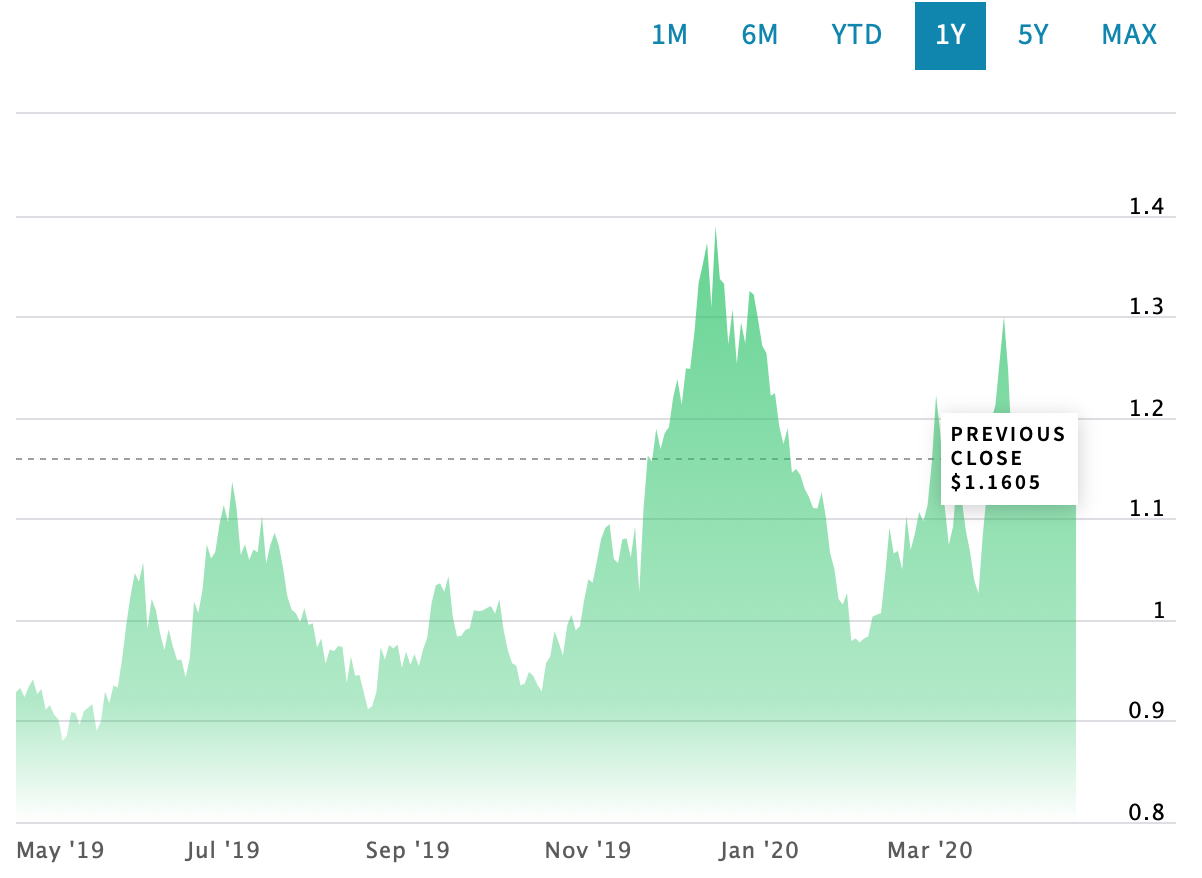 1M 6M YTD 1Y 5Y MAX
1.4
1.3
1.2
PREVIOUS
CLOSE
$1.1605
1.1
1
0.9
0.8
May '19 Jul '19 Sep '19 Nov '19 Jan '20 Mar '20